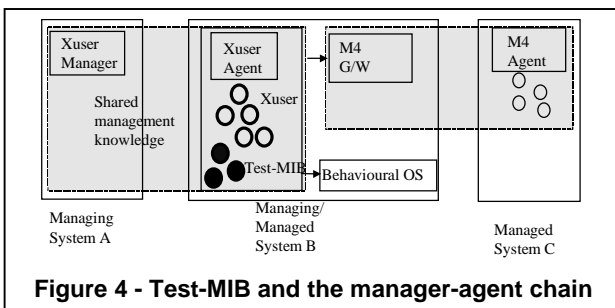 Xuser
Manager
Xuser
Agent
M4
G/W
M4
Agent
Xuser
Shared
management
knowledge
Test-MIB
Behavioural OS
Managing
System A
Managing/
Managed
System B
Managed
System C
Figure 4 - Test-MIB and the manager-agent chain